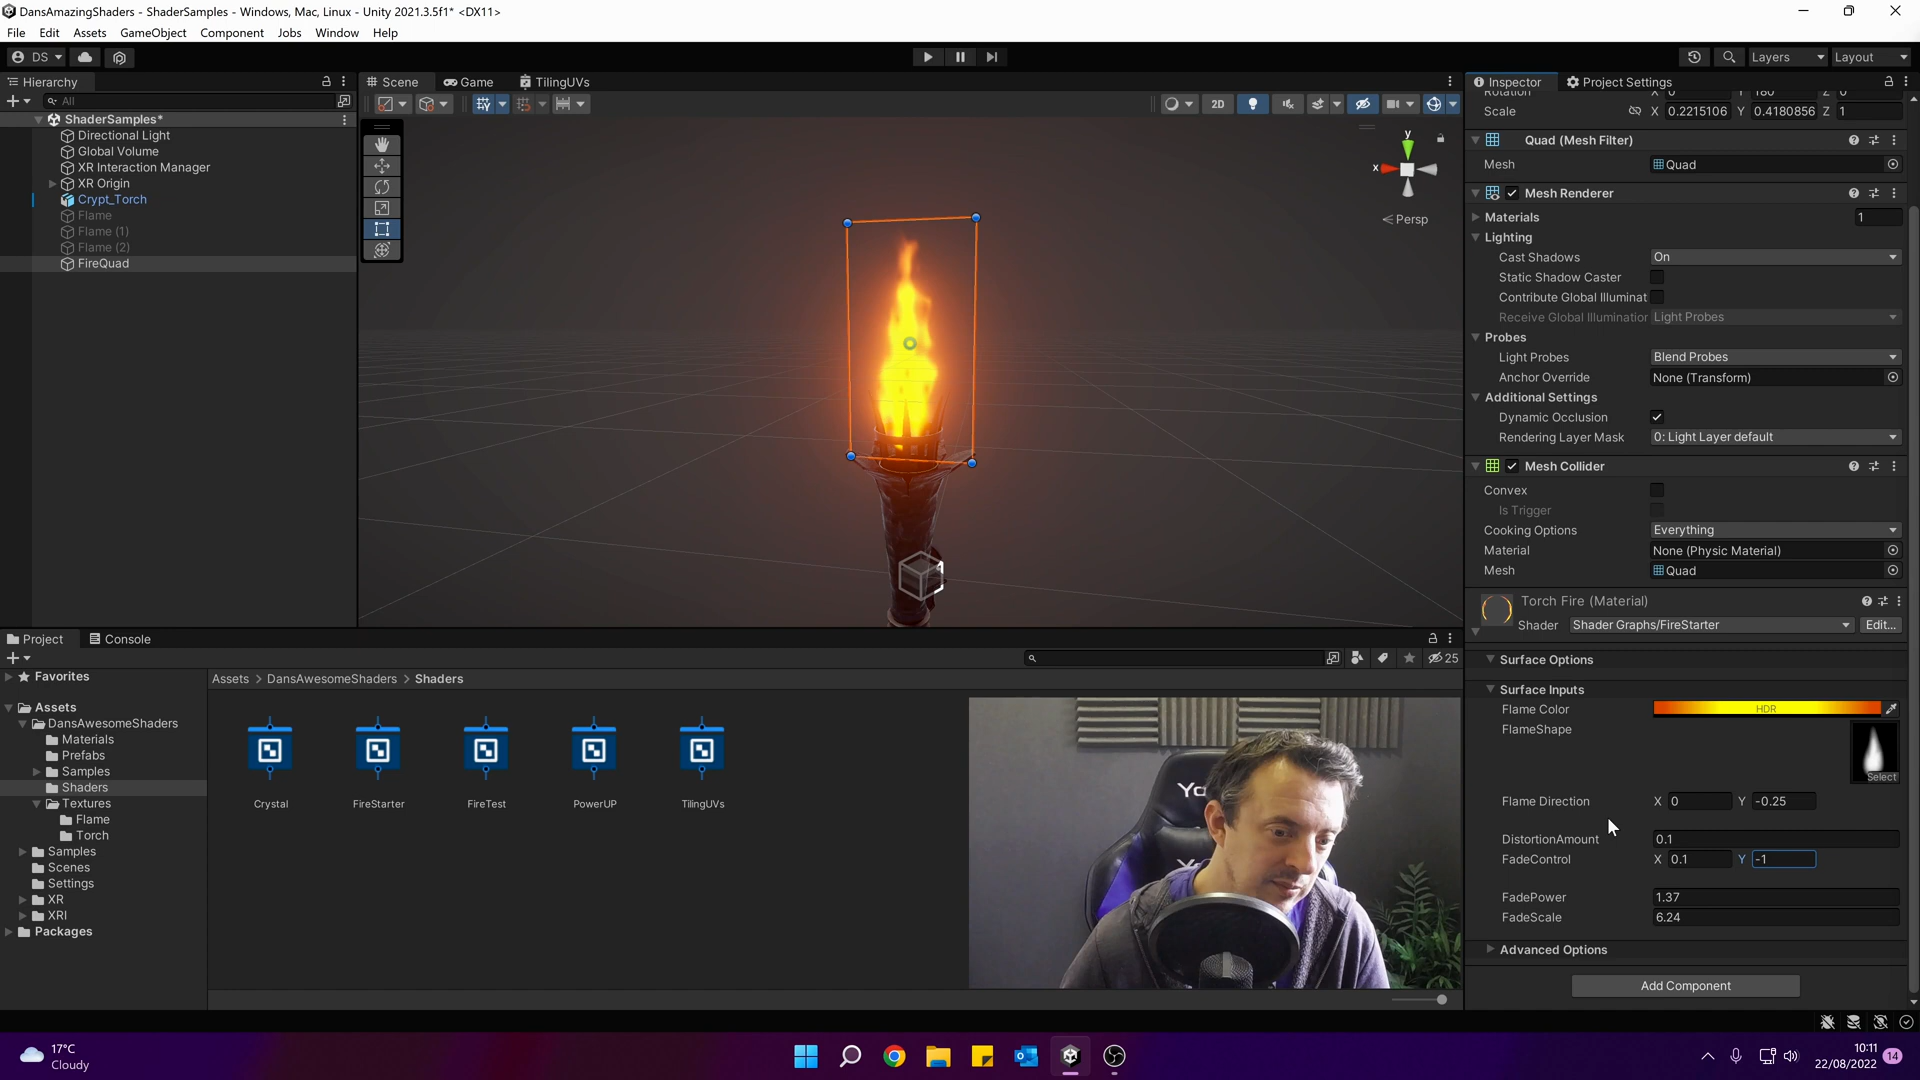 DansAmazingShaders - ShaderSamples - Windows, Mac, Linux - Unity 2021.3.5f1* <DX11>
File Edit Assets GameObject Component Jobs Window Help
DS Layers Layout
Hierarchy
All
ShaderSamples*
Directional Light
Global Volume
XR Interaction Manager
XR Origin
Crypt_Torch
Flame
Flame (1)
Flame (2)
FireQuad
Scene Game TilingUVs
2D
y
x
Persp
Inspector Project Settings
Rotation X 0 Y 180 Z 0
Scale X 0.2215106 Y 0.4180856 Z 1
Quad (Mesh Filter)
Mesh Quad
Mesh Renderer
Materials 1
Lighting
Cast Shadows On
Static Shadow Caster
Contribute Global Illuminat
Receive Global Illumination Light Probes
Probes
Light Probes Blend Probes
Anchor Override None (Transform)
Additional Settings
Dynamic Occlusion
Rendering Layer Mask 0: Light Layer default
Mesh Collider
Convex
Is Trigger
Cooking Options Everything
Material None (Physic Material)
Mesh Quad
Torch Fire (Material)
Shader Shader Graphs/FireStarter Edit...
Surface Options
Surface Inputs
Flame Color HDR
FlameShape
Select
Flame Direction X 0 Y -0.25
DistortionAmount 0.1
FadeControl X 0.1 Y -1
FadePower 1.37
FadeScale 6.24
Advanced Options
Add Component
Project Console
25
Favorites
Assets
DansAwesomeShaders
Materials
Prefabs
Samples
Shaders
Textures
Flame
Torch
Samples
Scenes
Settings
XR
XRI
Packages
Assets > DansAwesomeShaders > Shaders
Crystal FireStarter FireTest PowerUP TilingUVs
17°C
Cloudy
10:11
22/08/2022
14